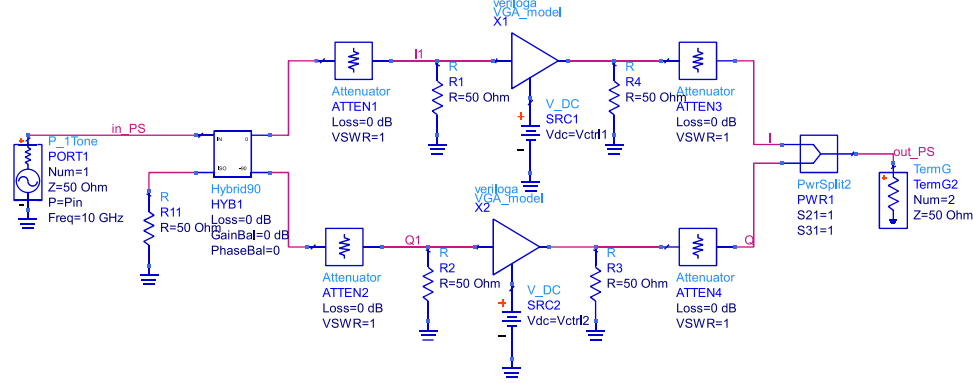 in_PS
P_1Tone
PORT1
Num=1
Z=50 Ohm
P=Pin
Freq=10 GHz
R
R11
R=50 Ohm
IN
0
ISO
-90
Hybrid90
HYB1
Loss=0 dB
GainBal=0 dB
PhaseBal=0
Attenuator
ATTEN1
Loss=0 dB
VSWR=1
I1
R
R1
R=50 Ohm
veriloga
VGA_model
X1
V_DC
SRC1
Vdc=Vctrl1
R
R4
R=50 Ohm
Attenuator
ATTEN3
Loss=0 dB
VSWR=1
I
Attenuator
ATTEN2
Loss=0 dB
VSWR=1
Q1
R
R2
R=50 Ohm
veriloga
VGA_model
X2
V_DC
SRC2
Vdc=Vctrl2
R
R3
R=50 Ohm
Attenuator
ATTEN4
Loss=0 dB
VSWR=1
Q
PwrSplit2
PWR1
S21=1
S31=1
out_PS
TermG
TermG2
Num=2
Z=50 Ohm